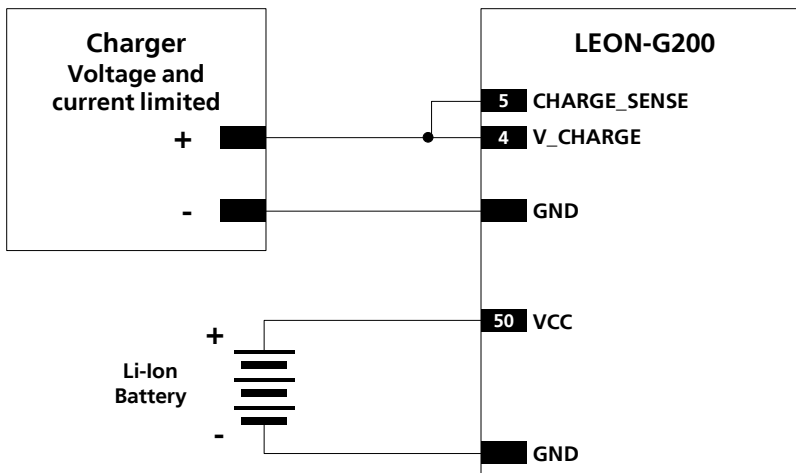 Charger
Voltage and
current limited
+
-
LEON-G200
5 CHARGE_SENSE
4 V_CHARGE
GND
50 VCC
+
Li-Ion
Battery
-
GND